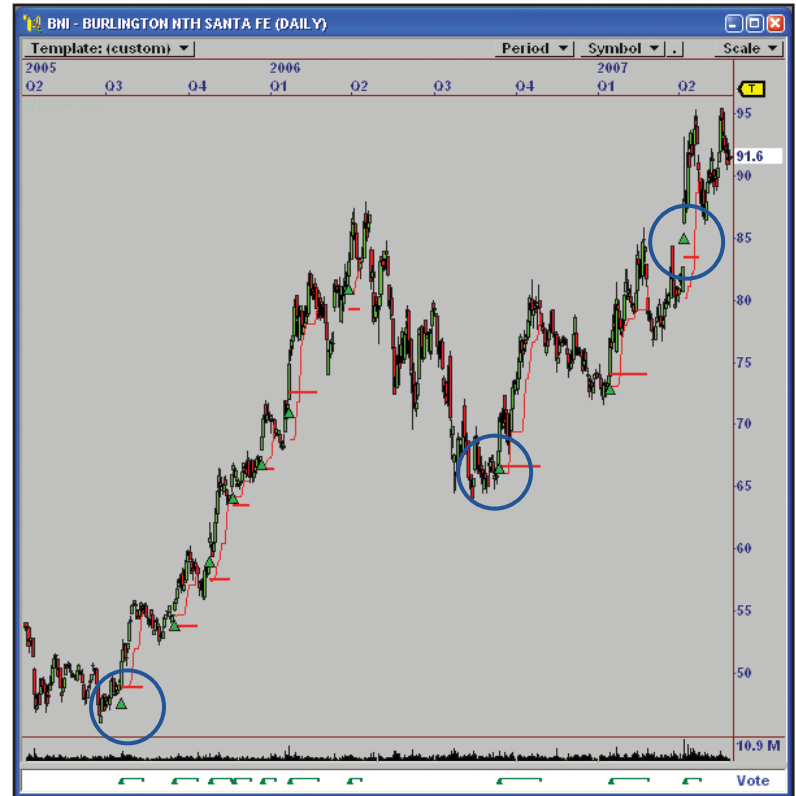 BNI - BURLINGTON NTH SANTA FE (DAILY)
Template: (custom) Period Symbol . Scale
2005 2006 2007
Q2 Q3 Q4 Q1 Q2 Q3 Q4 Q1 Q2 T
95
91.6
90
85
80
75
70
65
60
55
50
10.9 M
Vote